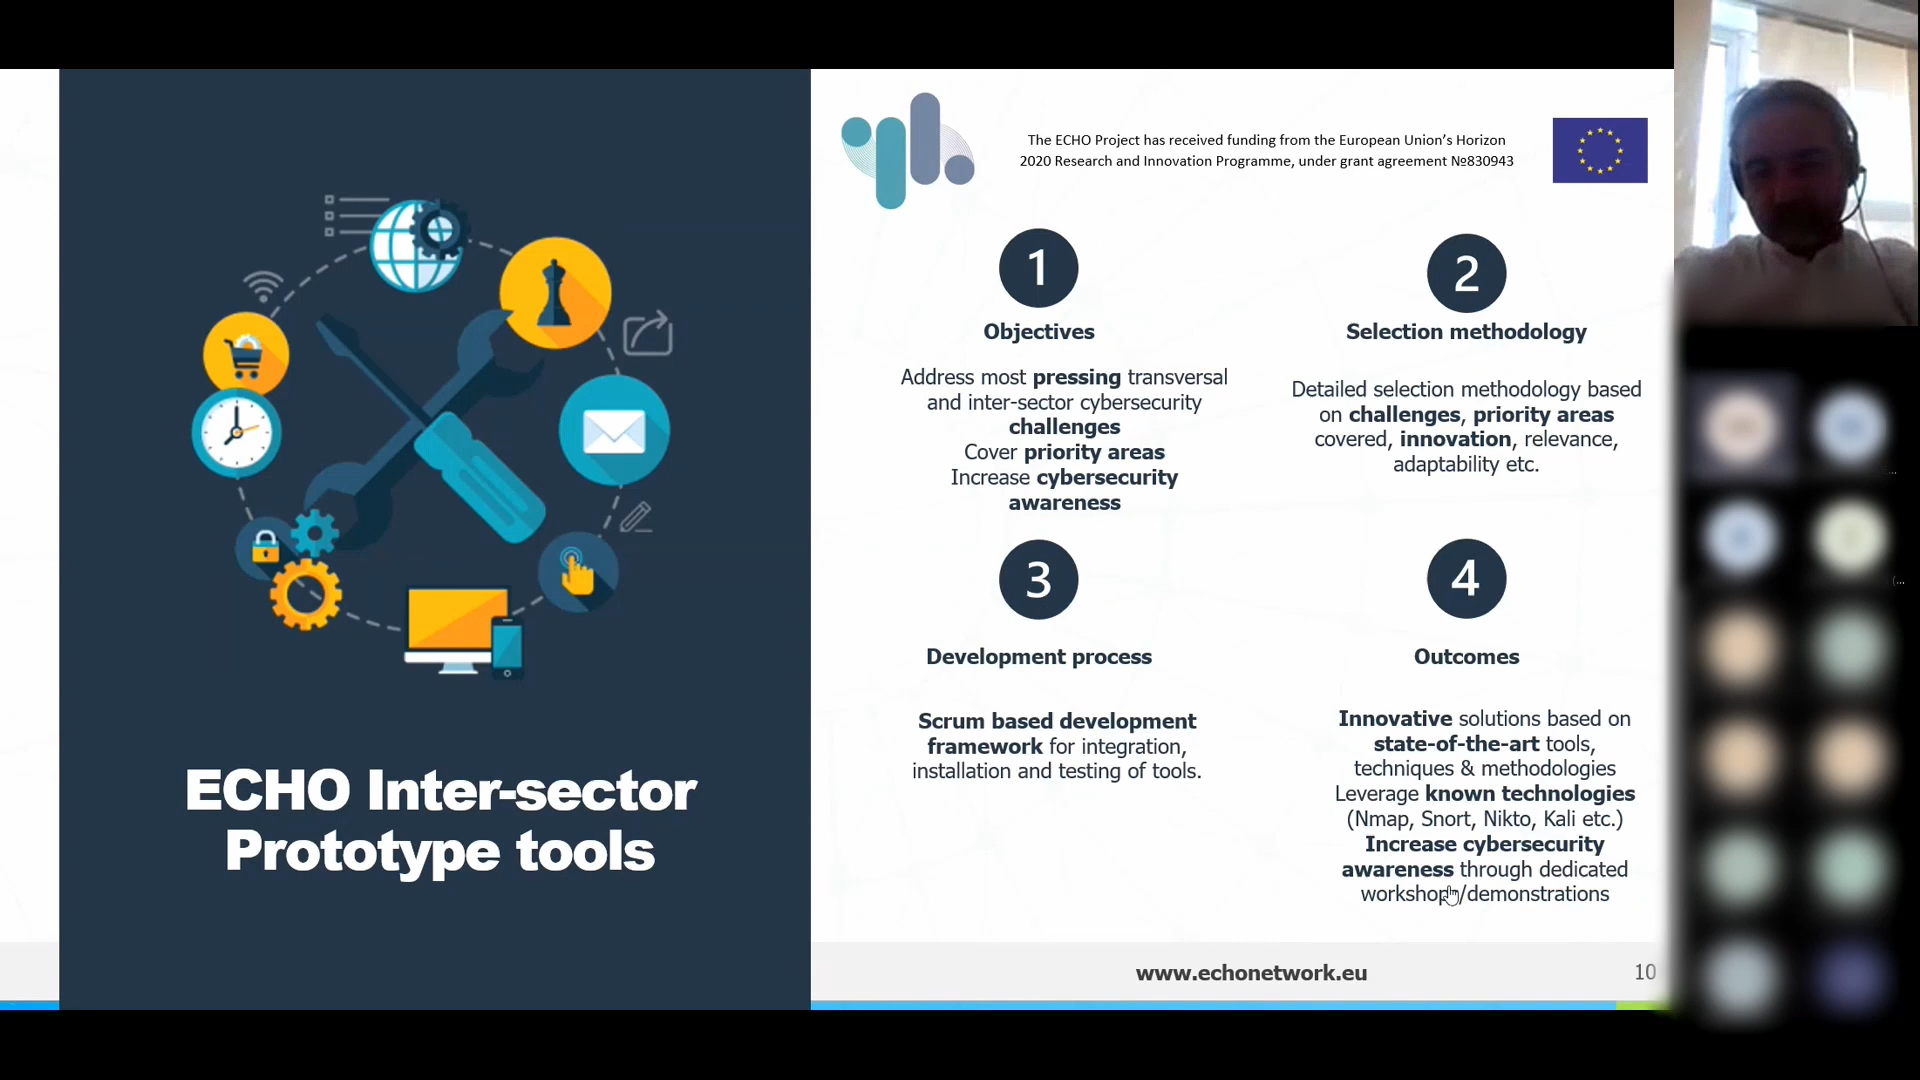 The ECHO Project has received funding from the European Union’s Horizon
2020 Research and Innovation Programme, under grant agreement №830943
1
Objectives
Address most pressing transversal
and inter-sector cybersecurity
challenges
Cover priority areas
Increase cybersecurity
awareness
2
Selection methodology
Detailed selection methodology based
on challenges, priority areas
covered, innovation, relevance,
adaptability etc.
3
Development process
Scrum based development
framework for integration,
installation and testing of tools.
4
Outcomes
Innovative solutions based on
state-of-the-art tools,
techniques & methodologies
Leverage known technologies
(Nmap, Snort, Nikto, Kali etc.)
Increase cybersecurity
awareness through dedicated
workshop/demonstrations
ECHO Inter-sector
Prototype tools
www.echonetwork.eu
10